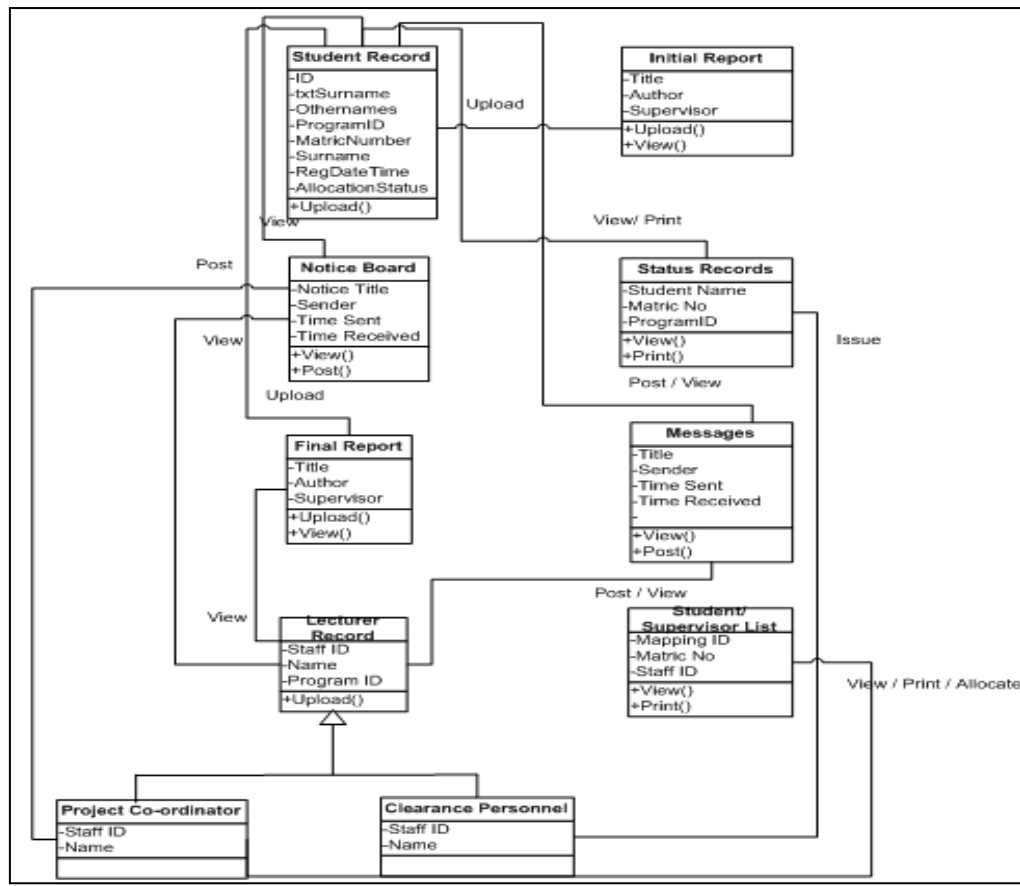 Student Record
-ID
-txtSurname
-Othernames
-ProgramID
-MatricNumber
-Surname
-RegDateTime
-AllocationStatus
+Upload()
Upload
Initial Report
-Title
-Author
-Supervisor
+Upload()
+View()
View
View/ Print
Post
Notice Board
-Notice Title
-Sender
-Time Sent
-Time Received
+View()
+Post()
View
Status Records
-Student Name
-Matric No
-ProgramID
+View()
+Print()
Issue
Post / View
Upload
Final Report
-Title
-Author
-Supervisor
+Upload()
+View()
Messages
-Title
-Sender
-Time Sent
-Time Received
-
+View()
+Post()
Post / View
View
Lecturer
Record
-Staff ID
-Name
-Program ID
+Upload()
Student/
Supervisor List
-Mapping ID
-Matric No
-Staff ID
+View()
+Print()
View / Print / Allocate
Project Co-ordinator
-Staff ID
-Name
Clearance Personnel
-Staff ID
-Name